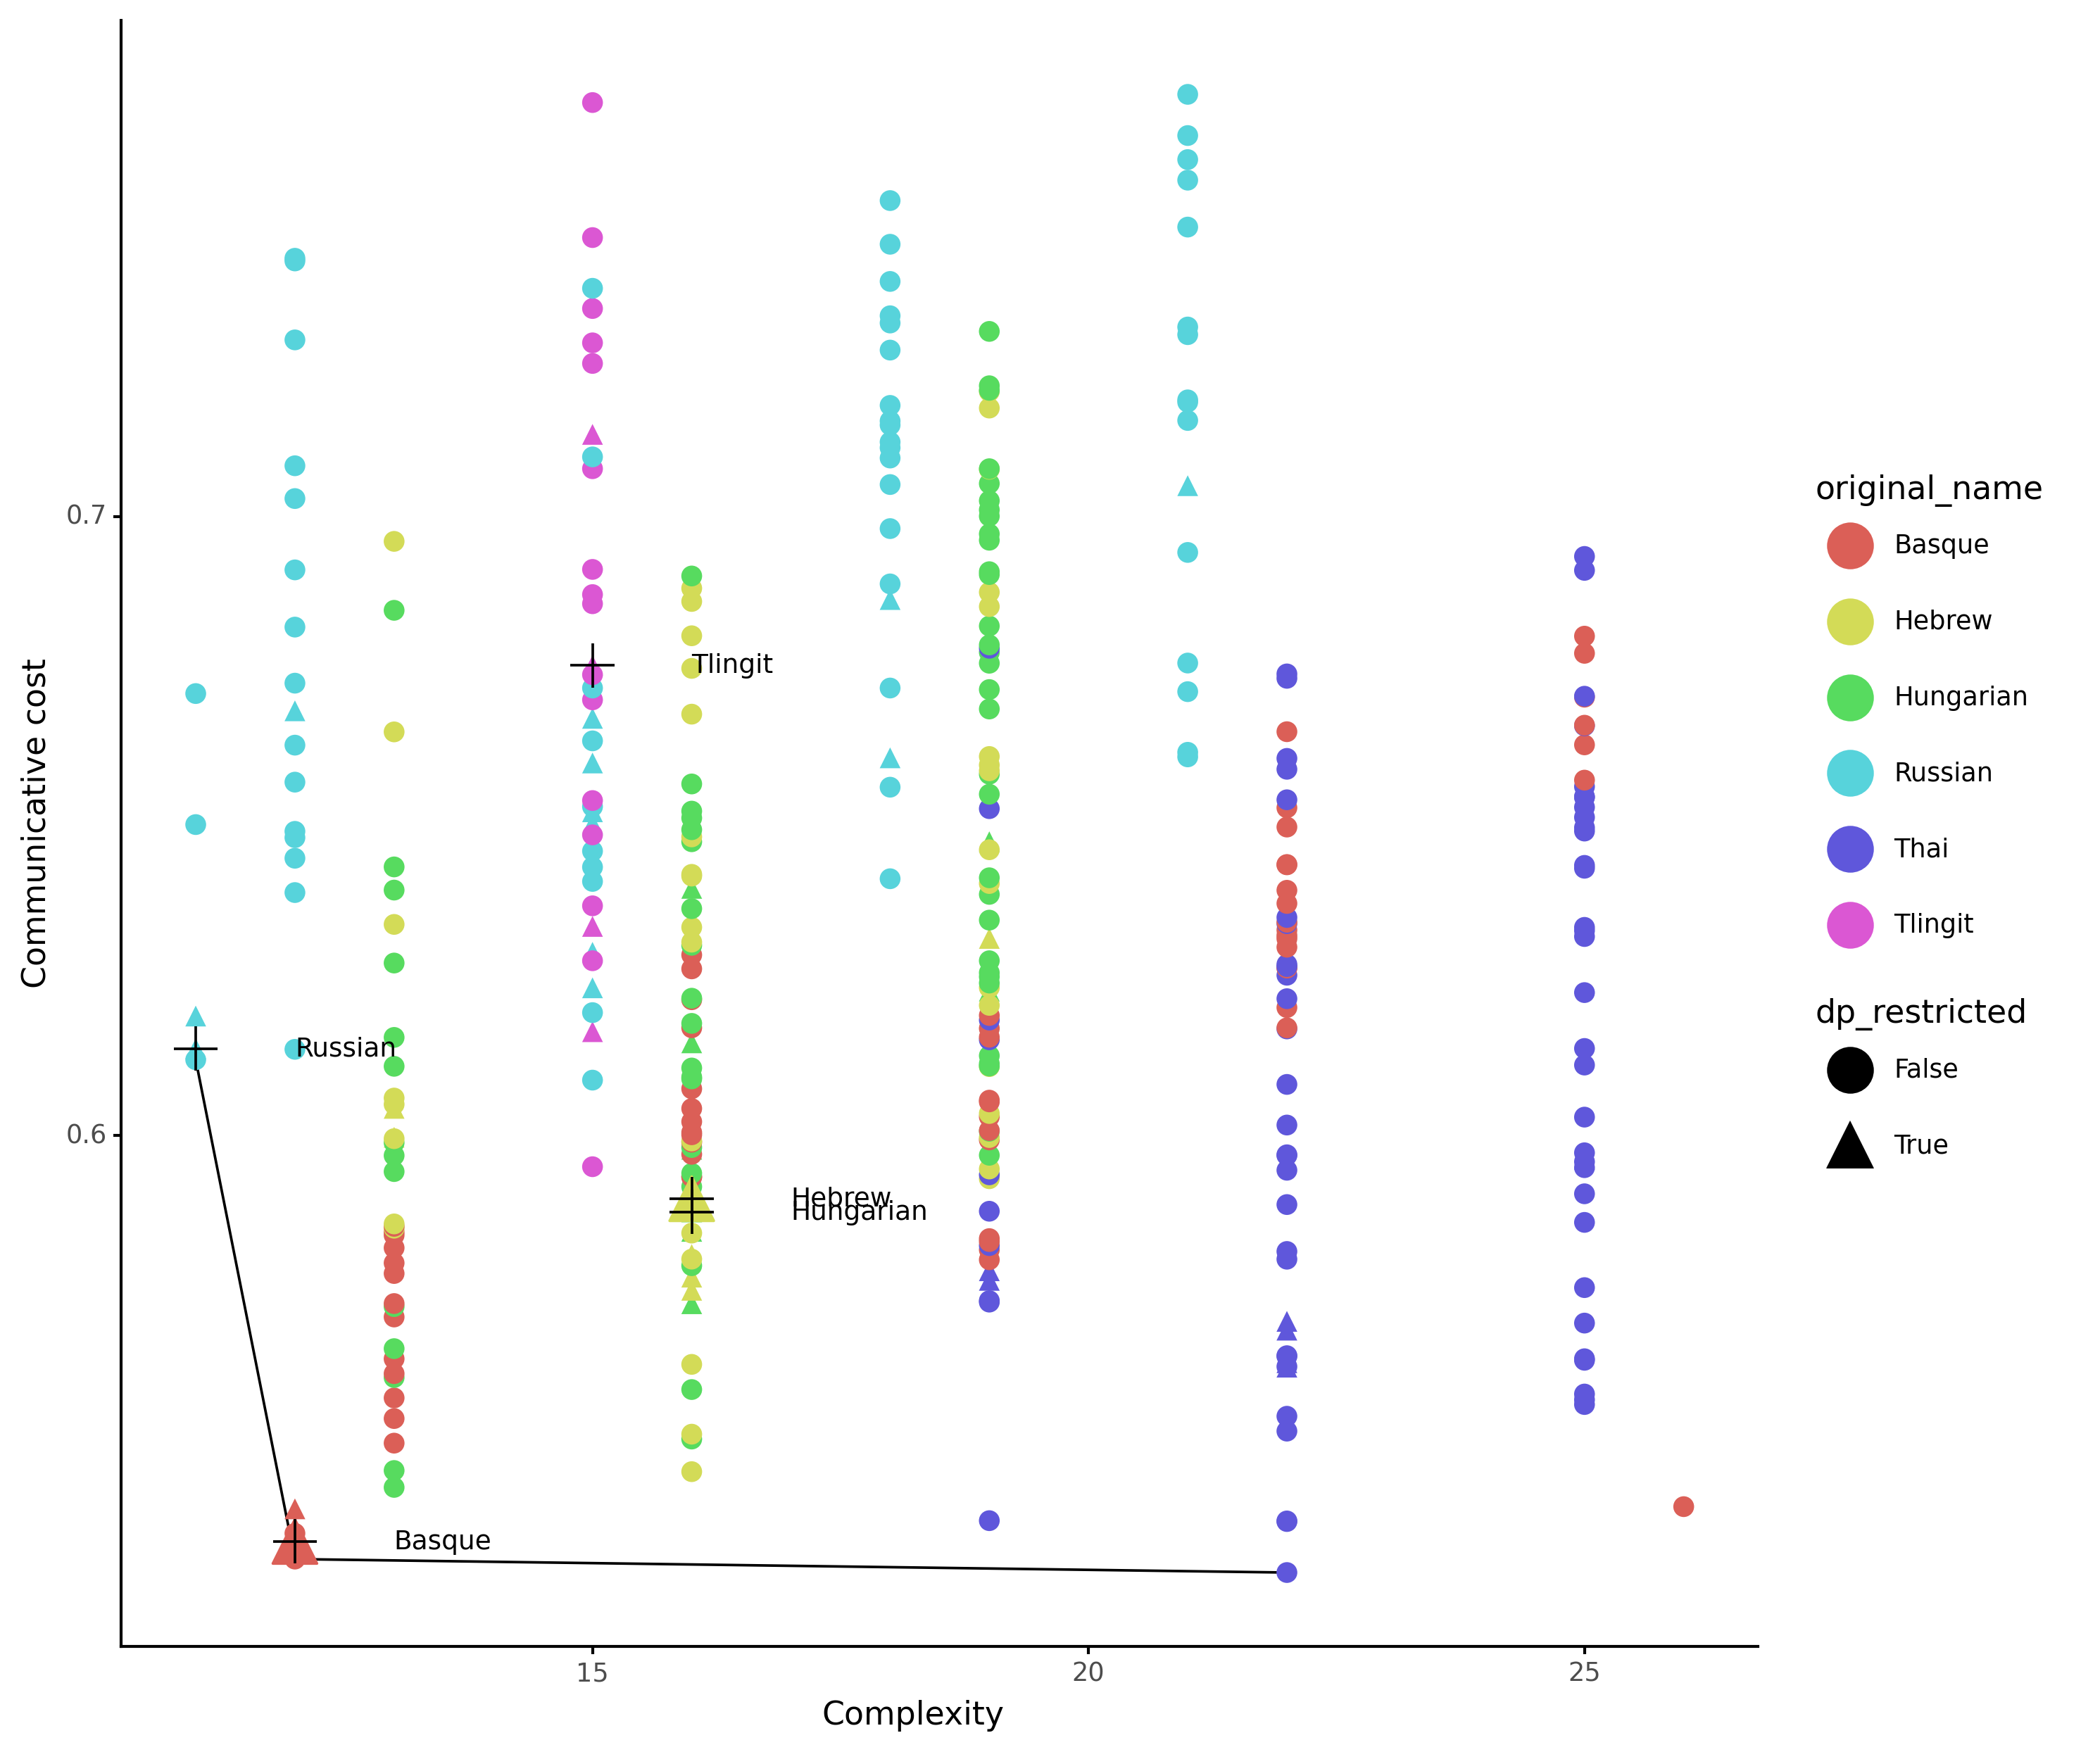 Communicative cost
0.7
0.6
Tlingit
Russian
Hebrew
Hungarian
Basque
15
20
25
Complexity
original_name
Basque
Hebrew
Hungarian
Russian
Thai
Tlingit
dp_restricted
False
True